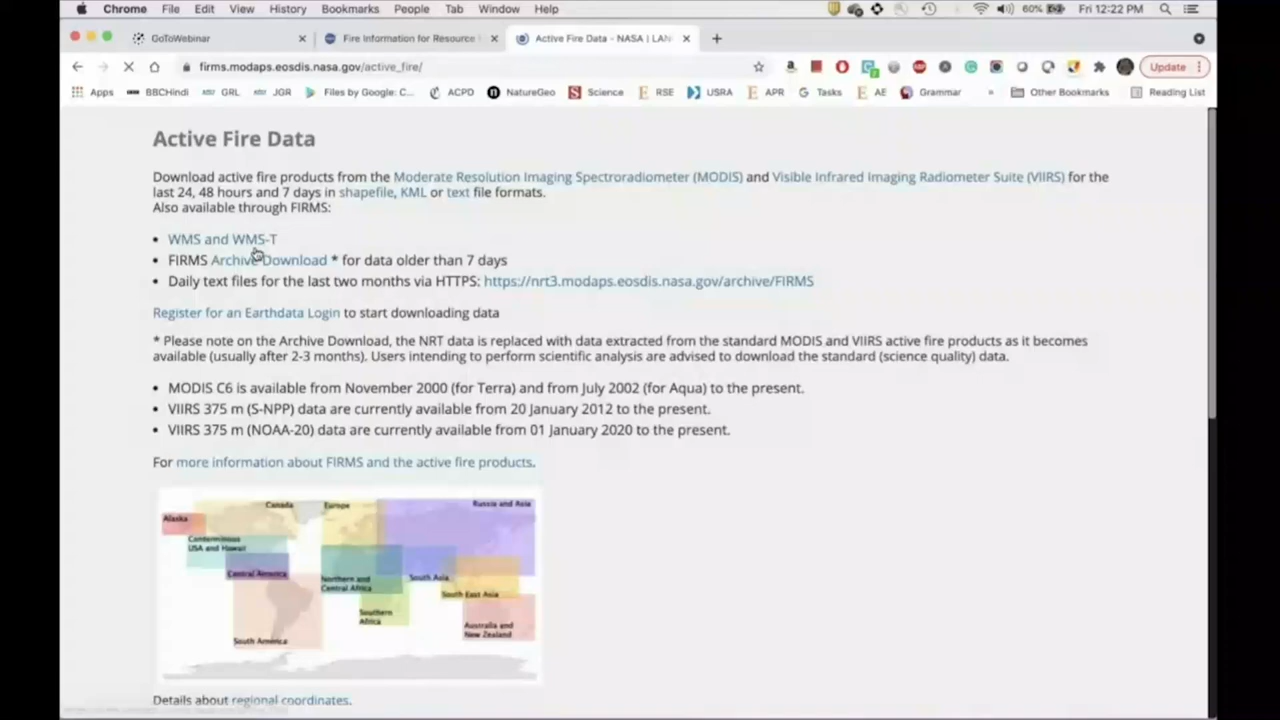 Chrome File Edit View History Bookmarks People Tab Window Help 60% Fri 12:22 PM
GoToWebinar Fire Information for Resource Active Fire Data - NASA | LAN
firms.modaps.eosdis.nasa.gov/active_fire/ Update
Apps BBCHindi GRL JGR Files by Google: C... ACPD NatureGeo Science RSE USRA APR Tasks AE Grammar » Other Bookmarks Reading List
Active Fire Data
Download active fire products from the Moderate Resolution Imaging Spectroradiometer (MODIS) and Visible Infrared Imaging Radiometer Suite (VIIRS) for the
last 24, 48 hours and 7 days in shapefile, KML or text file formats.
Also available through FIRMS:
• WMS and WMS-T
• FIRMS Archive Download * for data older than 7 days
• Daily text files for the last two months via HTTPS: https://nrt3.modaps.eosdis.nasa.gov/archive/FIRMS
Register for an Earthdata Login to start downloading data
* Please note on the Archive Download, the NRT data is replaced with data extracted from the standard MODIS and VIIRS active fire products as it becomes
available (usually after 2-3 months). Users intending to perform scientific analysis are advised to download the standard (science quality) data.
• MODIS C6 is available from November 2000 (for Terra) and from July 2002 (for Aqua) to the present.
• VIIRS 375 m (S-NPP) data are currently available from 20 January 2012 to the present.
• VIIRS 375 m (NOAA-20) data are currently available from 01 January 2020 to the present.
For more information about FIRMS and the active fire products.
Canada Europe Russia and Asia
Alaska
Conterminous
USA and Hawaii
Central America
Northern and
Central Africa
South Asia
South East Asia
Southern
Africa
Australia and
New Zealand
South America
Details about regional coordinates.